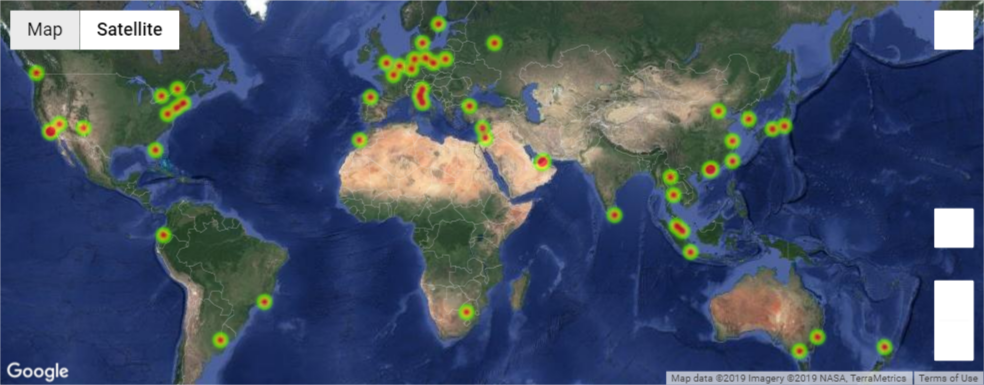 Map
Satellite
Google
Map data ©2019 Imagery ©2019 NASA, TerraMetrics
Terms of Use